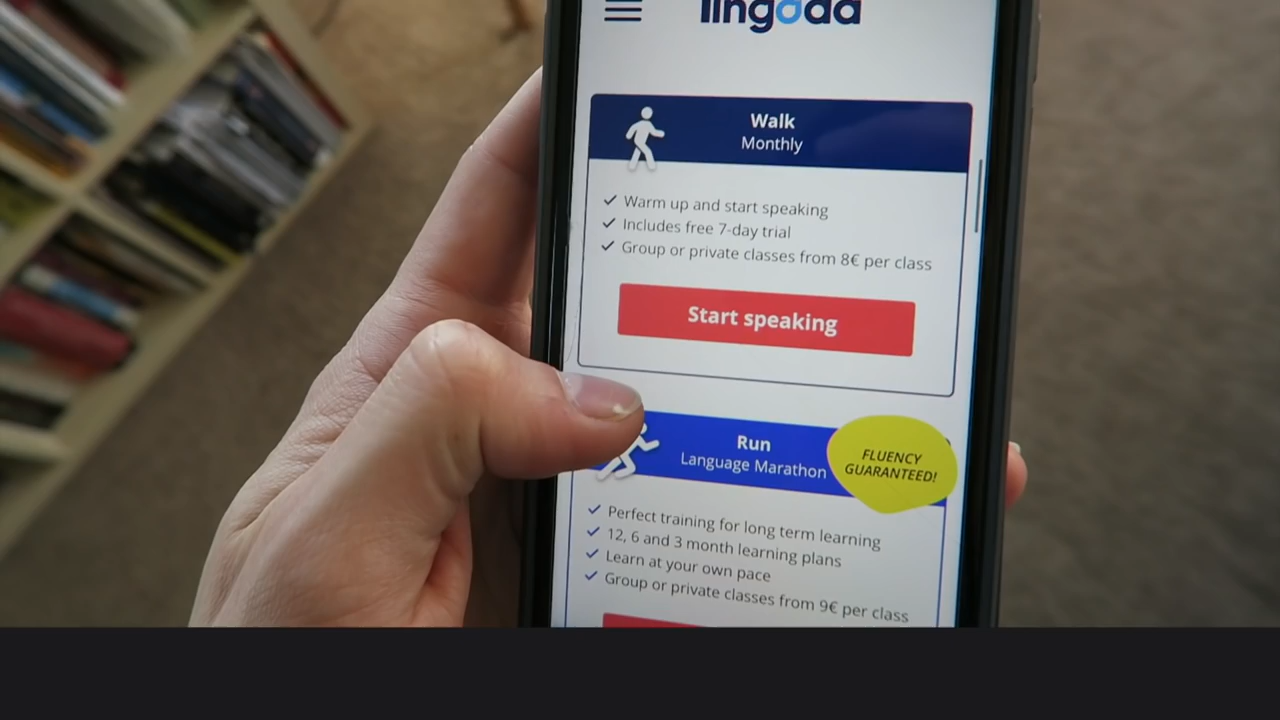 lingoda
Walk
Monthly
Warm up and start speaking
Includes free 7-day trial
Group or private classes from 8€ per class
Start speaking
Run
Language Marathon
FLUENCY
GUARANTEED!
Perfect training for long term learning
12, 6 and 3 month learning plans
Learn at your own pace
Group or private classes from 9€ per class